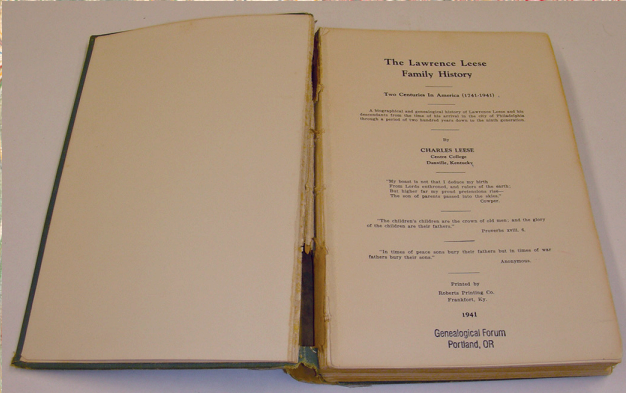 The Lawrence Leese
Family History
Two Centuries In America (1741-1941)
A biographical and genealogical history of Lawrence Leese and his
descendants from the time of his arrival in the city of Philadelphia
through a period of two hundred years down to the ninth generation.
By
CHARLES LEESE
Centre College
Danville, Kentucky
"My boast is not that I deduce my birth
From Loins enthroned, and rulers of the earth;
But higher far my proud pretensions rise—
The son of parents passed into the skies."
Cowper.
"The children's children are the crown of old men; and the glory
of the children are their fathers."
Proverbs xvii, 6.
"In times of peace sons bury their fathers but in times of war
fathers bury their sons."
Anonymous.
Printed by
Roberts Printing Co.
Frankfort, Ky.
1941
Genealogical Forum
Portland, OR